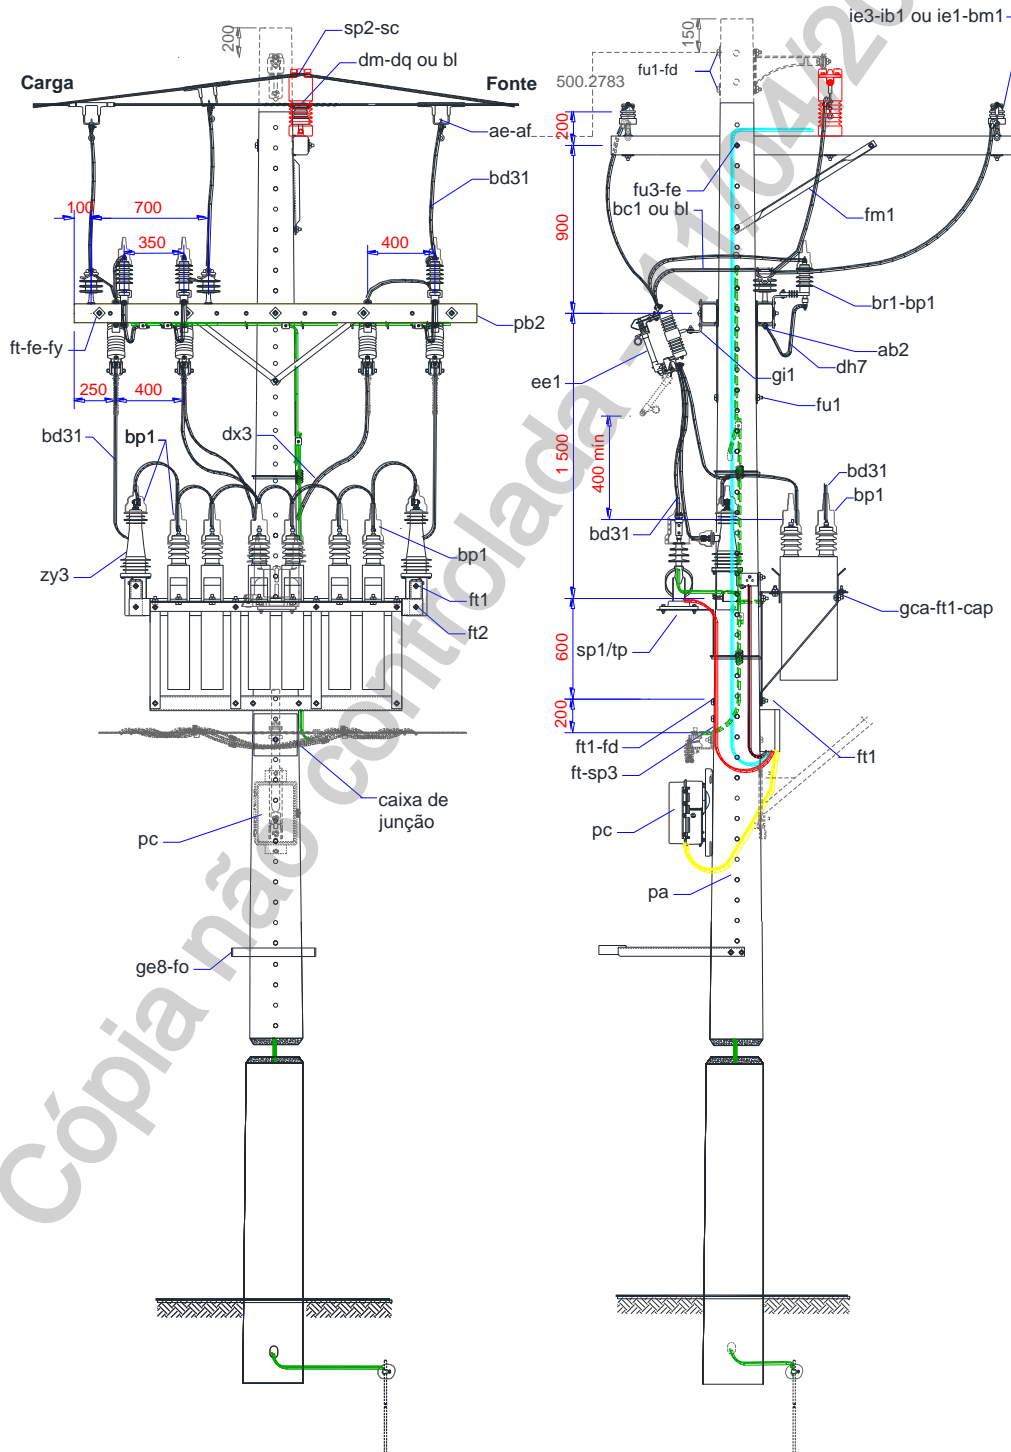 200
sp2-sc
dm-dq ou bl
Carga
Fonte
ae-af
bd31
100
700
350
400
ft-fe-fy
pb2
250
400
bd31
bp1
dx3
bp1
zy3
ft1
ft2
caixa de
junção
pc
ge8-fo
150
ie3-ib1 ou ie1-bm1
fu1-fd
500.2783
200
fu3-fe
bc1 ou bl
fm1
900
br1-bp1
ab2
dh7
gi1
ee1
fu1
1 500
400 min
bd31
bp1
bd31
gca-ft1-cap
600
sp1/tp
200
ft1-fd
ft-sp3
ft1
pc
pa
Cópia não controlada - 11/04/20